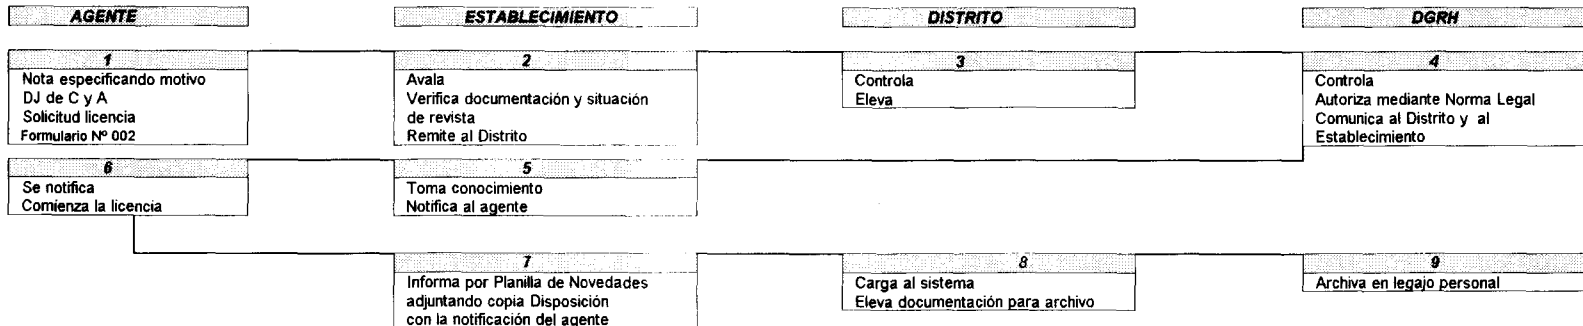 AGENTE
ESTABLECIMIENTO
DISTRITO
DGRH
1
Nota especificando motivo
DJ de C y A
Solicitud licencia
Formulario Nº 002
2
Avala
Verifica documentación y situación
de revista
Remite al Distrito
3
Controla
Eleva
4
Controla
Autoriza mediante Norma Legal
Comunica al Distrito y al
Establecimiento
6
Se notifica
Comienza la licencia
5
Toma conocimiento
Notifica al agente
7
Informa por Planilla de Novedades
adjuntando copia Disposición
con la notificación del agente
8
Carga al sistema
Eleva documentación para archivo
9
Archiva en legajo personal